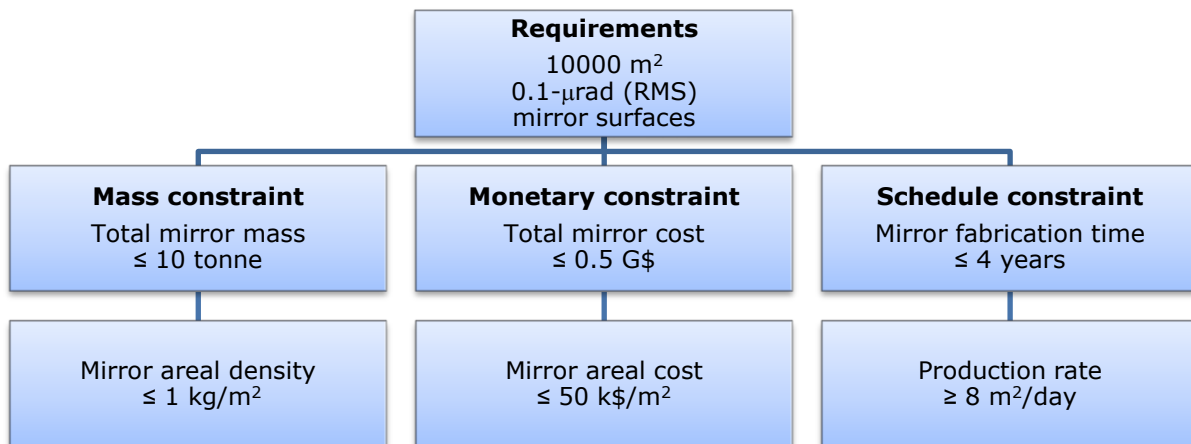 Requirements
10000 m²
0.1-μrad (RMS)
mirror surfaces
Mass constraint
Total mirror mass
≤ 10 tonne
Monetary constraint
Total mirror cost
≤ 0.5 G$
Schedule constraint
Mirror fabrication time
≤ 4 years
Mirror areal density
≤ 1 kg/m²
Mirror areal cost
≤ 50 k$/m²
Production rate
≥ 8 m²/day